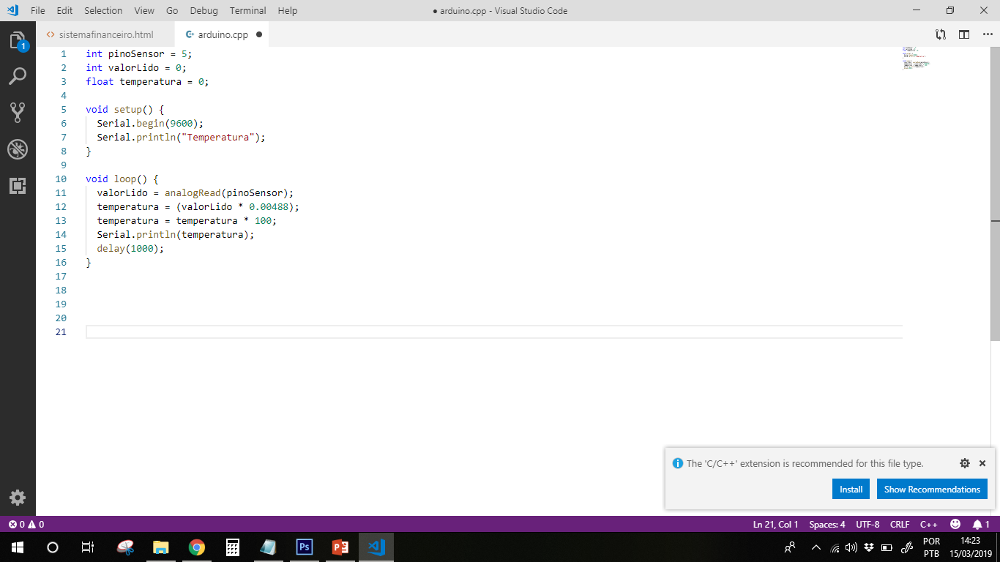 File Edit Selection View Go Debug Terminal Help ● arduino.cpp - Visual Studio Code
sistemafinanceiro.html arduino.cpp ●
1 int pinoSensor = 5;
2 int valorLido = 0;
3 float temperatura = 0;
4
5 void setup() {
6 Serial.begin(9600);
7 Serial.println("Temperatura");
8 }
9
10 void loop() {
11 valorLido = analogRead(pinoSensor);
12 temperatura = (valorLido * 0.00488);
13 temperatura = temperatura * 100;
14 Serial.println(temperatura);
15 delay(1000);
16 }
17
18
19
20
21
1
The 'C/C++' extension is recommended for this file type.
Install Show Recommendations
0 0 Ln 21, Col 1 Spaces: 4 UTF-8 CRLF C++ 1
Ps POR 14:23
PTB 15/03/2019